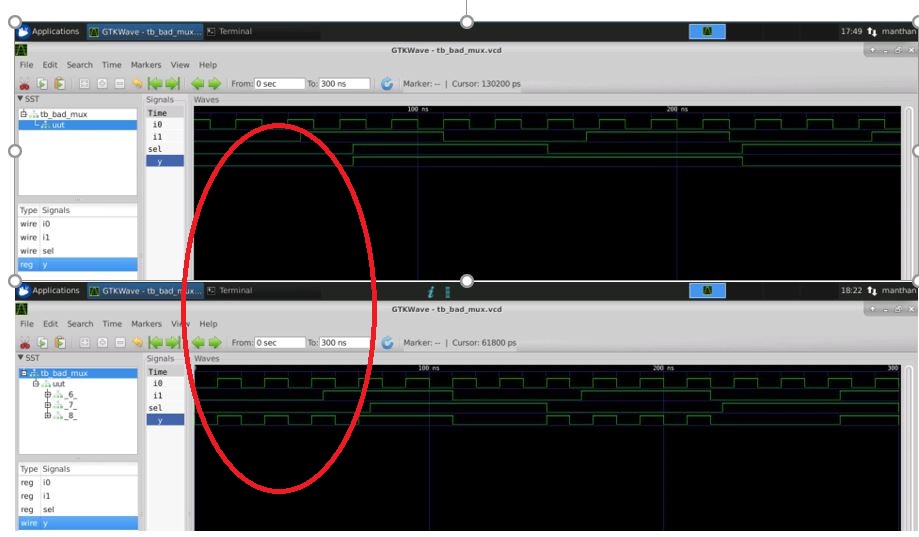 Applications GTKWave - tb_bad_mux.vc... Terminal 17:49 manthan
GTKWave - tb_bad_mux.vcd
File Edit Search Time Markers View Help
From: 0 sec To: 300 ns Marker: -- | Cursor: 130200 ps
SST Signals Waves
tb_bad_mux Time 100 ns 200 ns
uut i0
i1
sel
y
Type Signals
wire i0
wire i1
wire sel
reg y
Applications GTKWave - tb_bad_mux... Terminal 18:22 manthan
GTKWave - tb_bad_mux.vcd
File Edit Search Time Markers View Help
From: 0 sec To: 300 ns Marker: -- | Cursor: 61800 ps
SST Signals Waves
tb_bad_mux Time 100 ns 200 ns 300
uut i0
_6_ i1
_7_ sel
_8_ y
Type Signals
reg i0
reg i1
reg sel
wire y